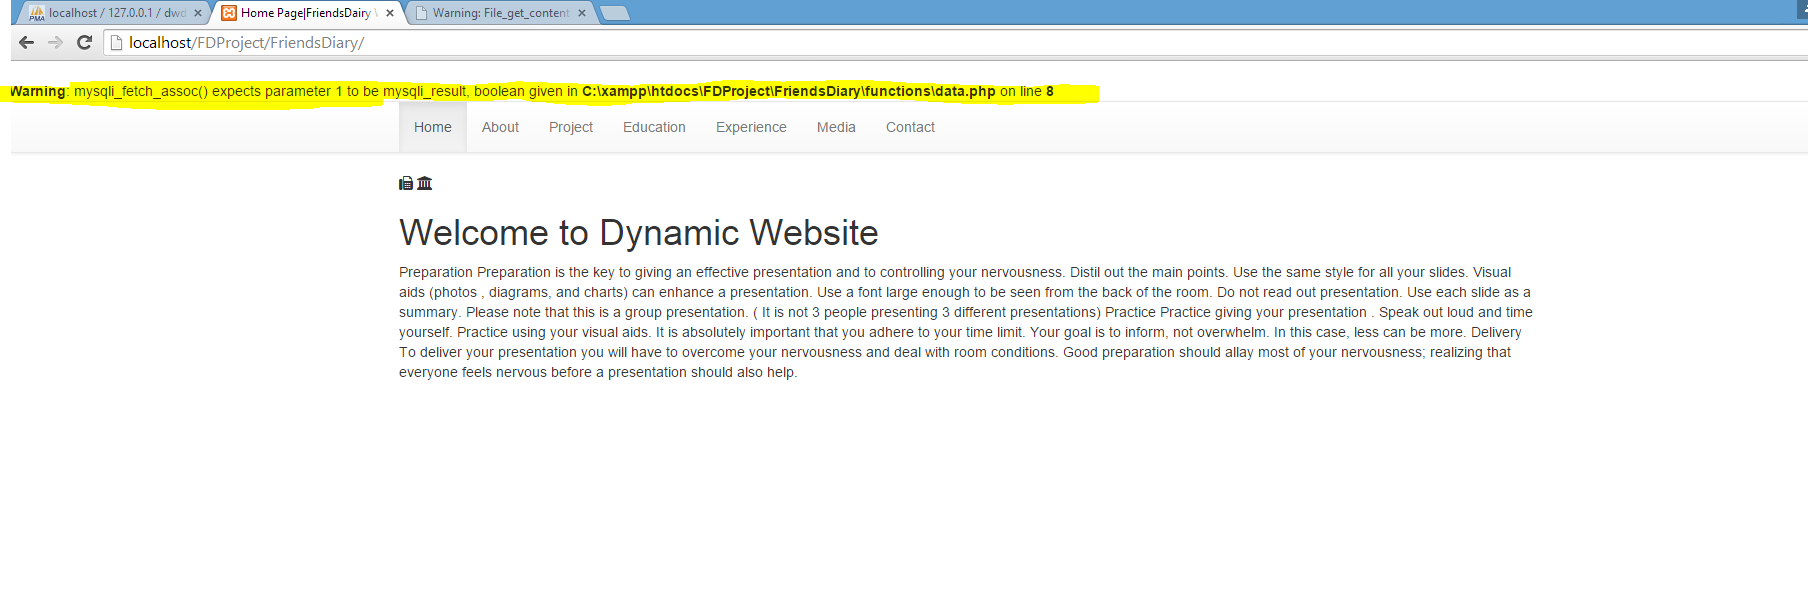 PMA localhost / 127.0.0.1 / dwd
Home Page|FriendsDairy \
Warning: File_get_content
localhost/FDProject/FriendsDiary/
Warning: mysqli_fetch_assoc() expects parameter 1 to be mysqli_result, boolean given in C:\xampp\htdocs\FDProject\FriendsDiary\functions\data.php on line 8
Home About Project Education Experience Media Contact
Welcome to Dynamic Website
Preparation Preparation is the key to giving an effective presentation and to controlling your nervousness. Distil out the main points. Use the same style for all your slides. Visual
aids (photos , diagrams, and charts) can enhance a presentation. Use a font large enough to be seen from the back of the room. Do not read out presentation. Use each slide as a
summary. Please note that this is a group presentation. ( It is not 3 people presenting 3 different presentations) Practice Practice giving your presentation . Speak out loud and time
yourself. Practice using your visual aids. It is absolutely important that you adhere to your time limit. Your goal is to inform, not overwhelm. In this case, less can be more. Delivery
To deliver your presentation you will have to overcome your nervousness and deal with room conditions. Good preparation should allay most of your nervousness; realizing that
everyone feels nervous before a presentation should also help.